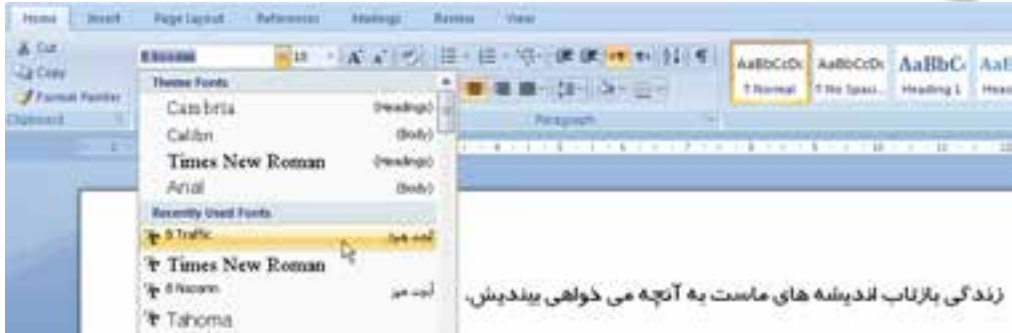 Home Insert Page Layout References Mailings Review View
Cut
Copy
Format Painter
Clipboard
Theme Fonts
Cambria (Headings)
Calibri (Body)
Times New Roman (Headings)
Arial (Body)
Recently Used Fonts
B Traffic
Times New Roman
B Nazanin
Tahoma
Paragraph
AaBbCcDc AaBbCcDc AaBbC
Normal No Spaci... Heading 1
زندگی بازتاب اندیشه های ماست به آنچه می خواهی بیندیش.